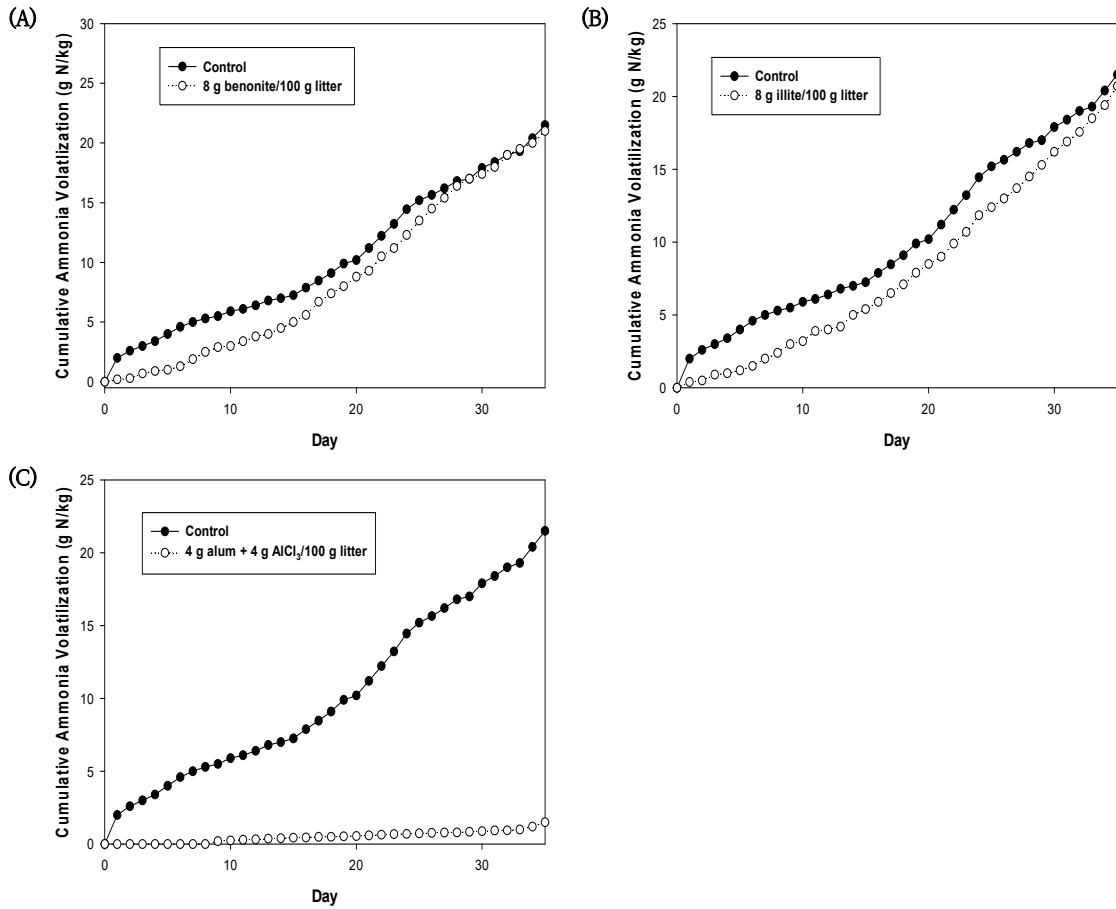 (A)
Cumulative Ammonia Volatilization (g N/kg)
30
25
20
15
10
5
0
Control
8 g benonite/100 g litter
0
10
20
30
Day
(B)
Cumulative Ammonia Volatilization (g N/kg)
25
20
15
10
5
0
Control
8 g illite/100 g litter
0
10
20
30
Day
(C)
Cumulative Ammonia Volatilization (g N/kg)
25
20
15
10
5
0
Control
4 g alum + 4 g AlCl₃/100 g litter
0
10
20
30
Day